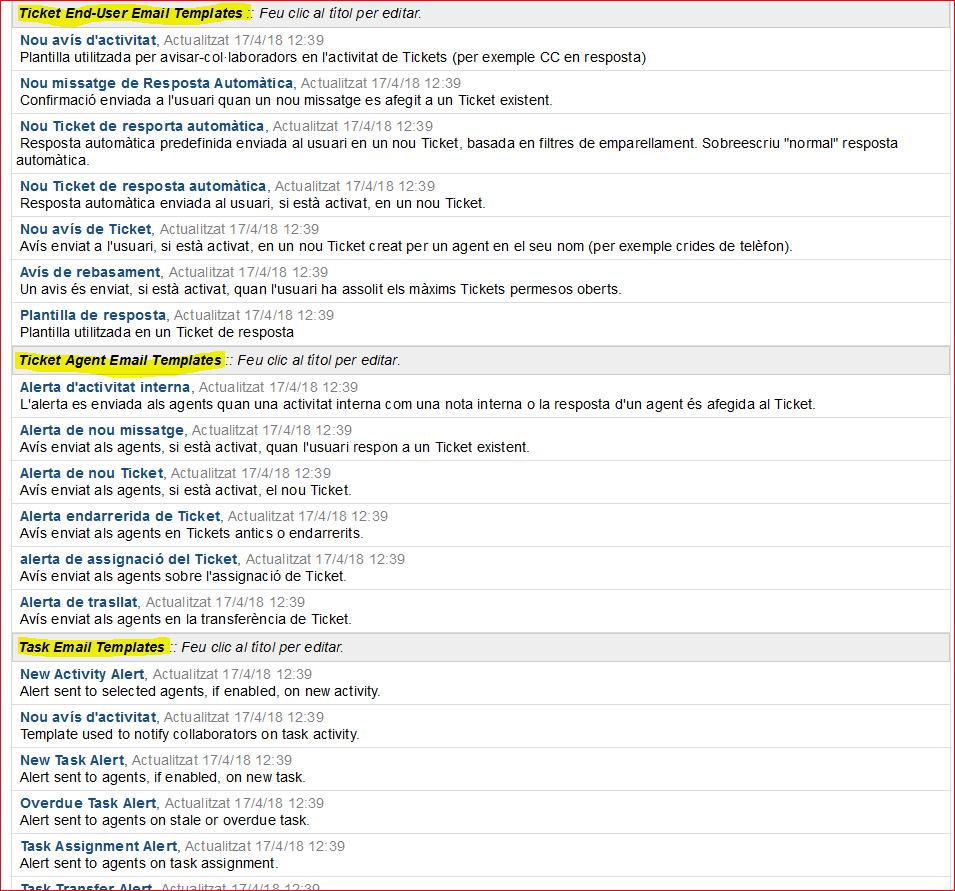 Ticket End-User Email Templates :: Feu clic al títol per editar.
Nou avís d'activitat, Actualitzat 17/4/18 12:39
Plantilla utilitzada per avisar-col·laboradors en l'activitat de Tickets (per exemple CC en resposta)
Nou missatge de Resposta Automàtica, Actualitzat 17/4/18 12:39
Confirmació enviada a l'usuari quan un nou missatge es afegit a un Ticket existent.
Nou Ticket de resporta automàtica, Actualitzat 17/4/18 12:39
Resposta automàtica predefinida enviada al usuari en un nou Ticket, basada en filtres de emparellament. Sobreescriu "normal" resposta
automàtica.
Nou Ticket de resposta automàtica, Actualitzat 17/4/18 12:39
Resposta automàtica enviada al usuari, si està activat, en un nou Ticket.
Nou avís de Ticket, Actualitzat 17/4/18 12:39
Avís enviat a l'usuari, si està activat, en un nou Ticket creat per un agent en el seu nom (per exemple crides de telèfon).
Avís de rebasament, Actualitzat 17/4/18 12:39
Un avis és enviat, si està activat, quan l'usuari ha assolit els màxims Tickets permesos oberts.
Plantilla de resposta, Actualitzat 17/4/18 12:39
Plantilla utilitzada en un Ticket de resposta
Ticket Agent Email Templates :: Feu clic al títol per editar.
Alerta d'activitat interna, Actualitzat 17/4/18 12:39
L'alerta es enviada als agents quan una activitat interna com una nota interna o la resposta d'un agent és afegida al Ticket.
Alerta de nou missatge, Actualitzat 17/4/18 12:39
Avís enviat als agents, si està activat, quan l'usuari respon a un Ticket existent.
Alerta de nou Ticket, Actualitzat 17/4/18 12:39
Avís enviat als agents, si està activat, el nou Ticket.
Alerta endarrerida de Ticket, Actualitzat 17/4/18 12:39
Avís enviat als agents en Tickets antics o endarrerits.
alerta de assignació del Ticket, Actualitzat 17/4/18 12:39
Avís enviat als agents sobre l'assignació de Ticket.
Alerta de trasllat, Actualitzat 17/4/18 12:39
Avís enviat als agents en la transferència de Ticket.
Task Email Templates :: Feu clic al títol per editar.
New Activity Alert, Actualitzat 17/4/18 12:39
Alert sent to selected agents, if enabled, on new activity.
Nou avís d'activitat, Actualitzat 17/4/18 12:39
Template used to notify collaborators on task activity.
New Task Alert, Actualitzat 17/4/18 12:39
Alert sent to agents, if enabled, on new task.
Overdue Task Alert, Actualitzat 17/4/18 12:39
Alert sent to agents on stale or overdue task.
Task Assignment Alert, Actualitzat 17/4/18 12:39
Alert sent to agents on task assignment.
Task Transfer Alert, Actualitzat 17/4/18 12:39